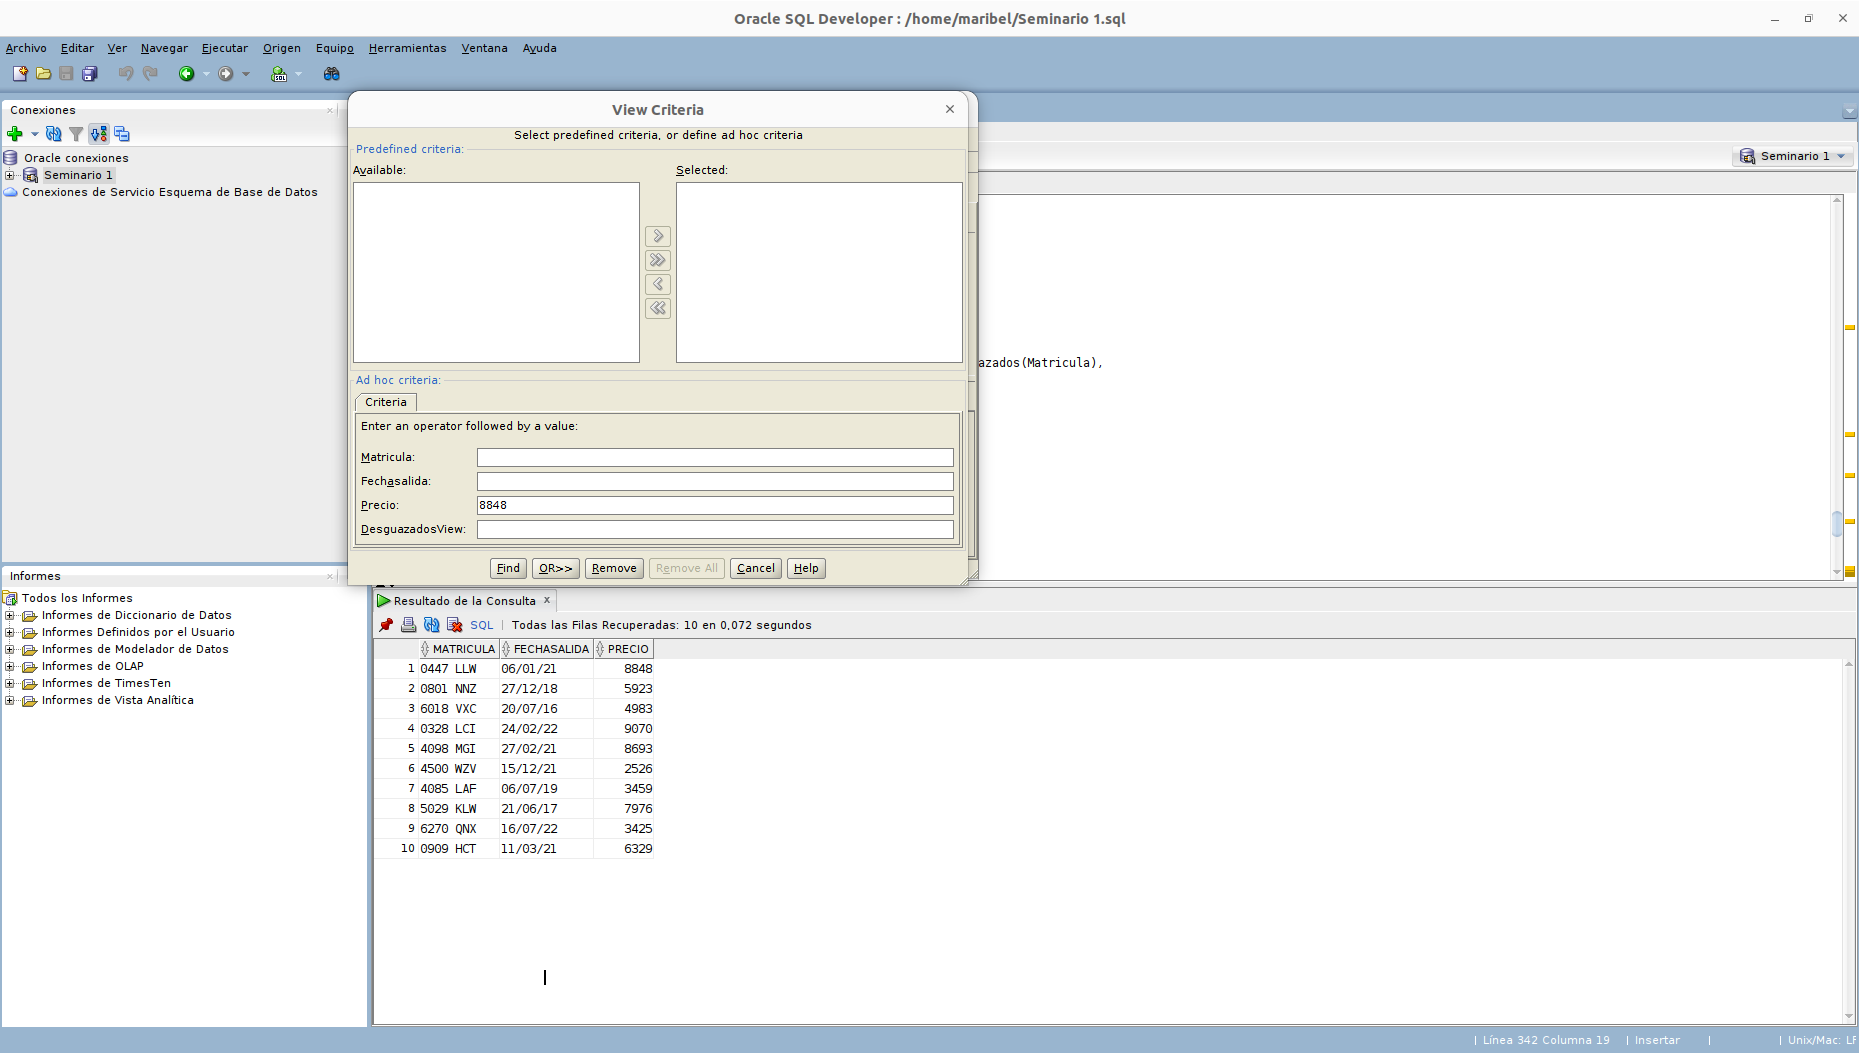 Oracle SQL Developer : /home/maribel/Seminario 1.sql
Archivo Editar Ver Navegar Ejecutar Origen Equipo Herramientas Ventana Ayuda
Conexiones
Oracle conexiones
Seminario 1
Conexiones de Servicio Esquema de Base de Datos
View Criteria
Select predefined criteria, or define ad hoc criteria
Predefined criteria:
Available:
Selected:
Ad hoc criteria:
Criteria
Enter an operator followed by a value:
Matricula:
Fechasalida:
Precio: 8848
DesguazadosView:
Find OR>> Remove Remove All Cancel Help
Seminario 1
azados(Matricula),
Informes
Todos los Informes
Informes de Diccionario de Datos
Informes Definidos por el Usuario
Informes de Modelador de Datos
Informes de OLAP
Informes de TimesTen
Informes de Vista Analítica
Resultado de la Consulta
SQL | Todas las Filas Recuperadas: 10 en 0,072 segundos
MATRICULA FECHASALIDA PRECIO
1 0447 LLW 06/01/21 8848
2 0801 NNZ 27/12/18 5923
3 6018 VXC 20/07/16 4983
4 0328 LCI 24/02/22 9070
5 4098 MGI 27/02/21 8693
6 4500 WZV 15/12/21 2526
7 4085 LAF 06/07/19 3459
8 5029 KLW 21/06/17 7976
9 6270 QNX 16/07/22 3425
10 0909 HCT 11/03/21 6329
Línea 342 Columna 19 | Insertar | | Unix/Mac: LF